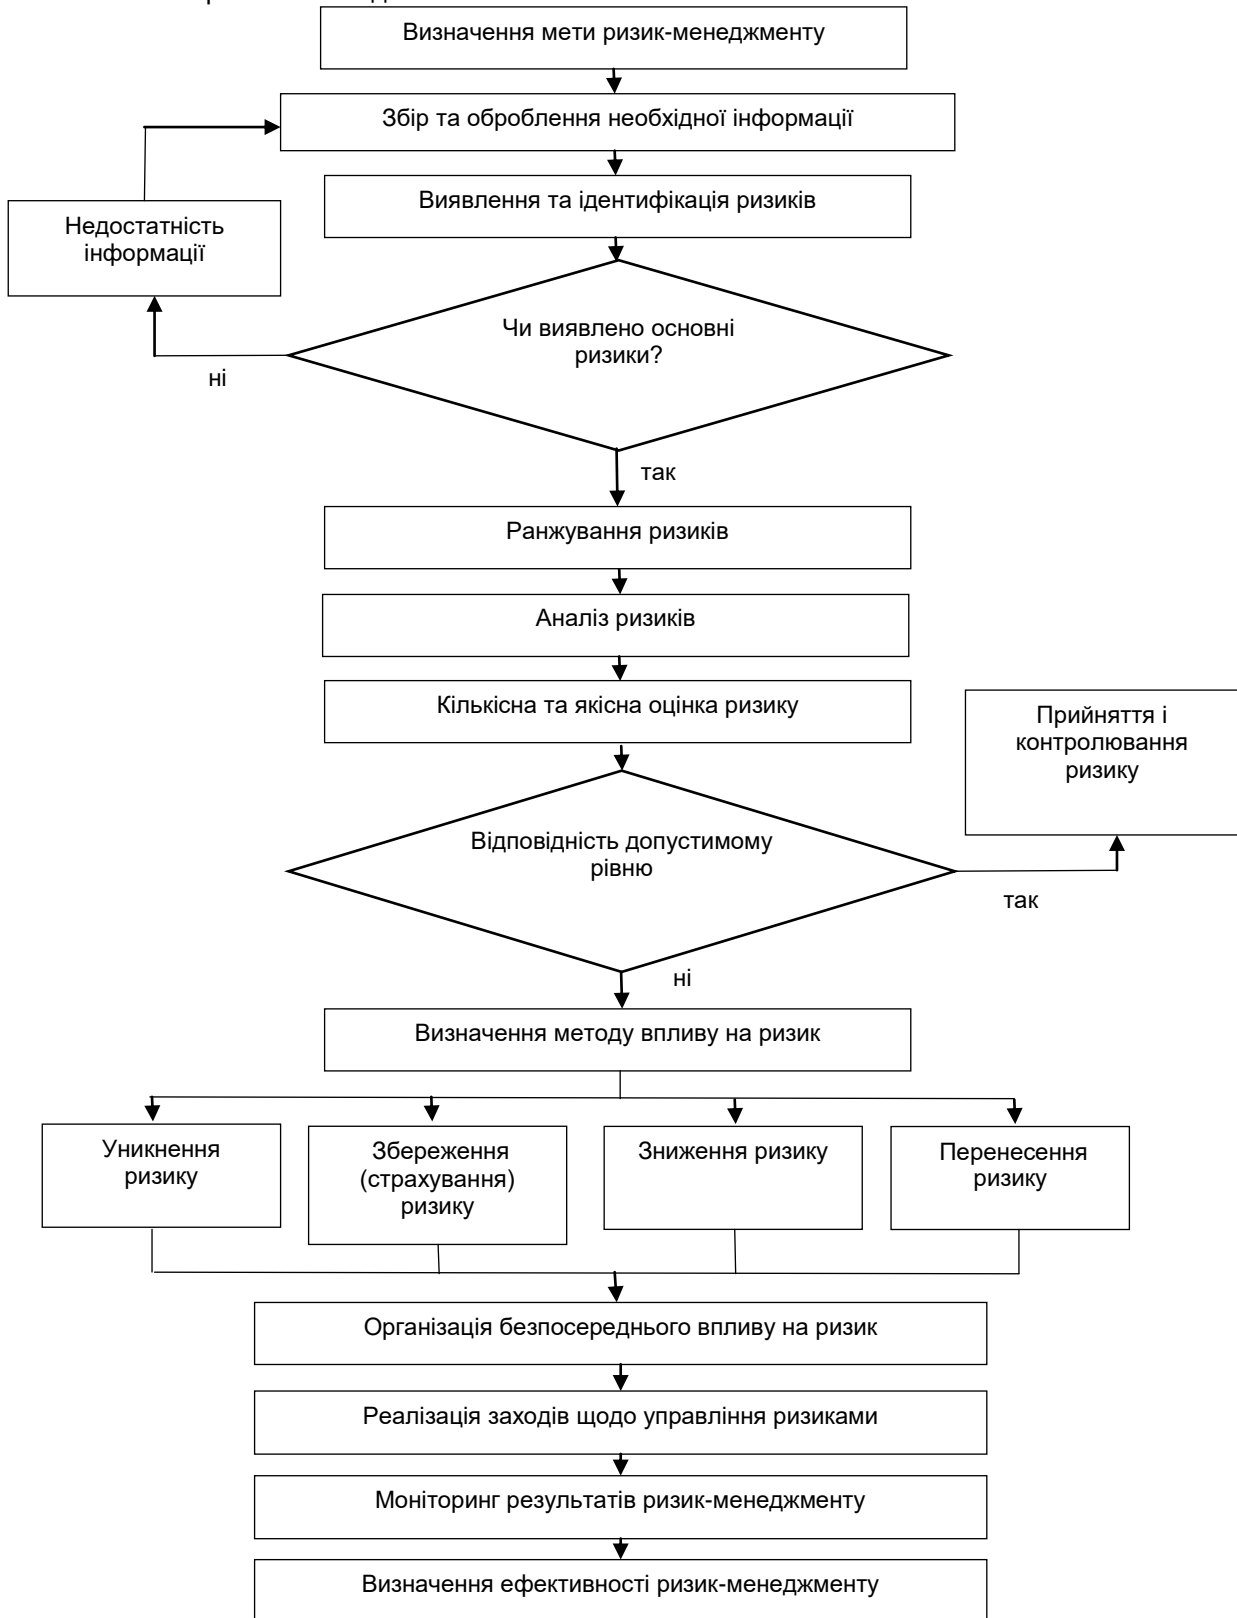 Визначення мети ризик-менеджменту
Збір та оброблення необхідної інформації
Виявлення та ідентифікація ризиків
Недостатність
інформації
Чи виявлено основні
ризики?
ні
так
Ранжування ризиків
Аналіз ризиків
Кількісна та якісна оцінка ризику
Прийняття і
контролювання
ризику
Відповідність допустимому
рівню
так
ні
Визначення методу впливу на ризик
Уникнення
ризику
Збереження
(страхування)
ризику
Зниження ризику
Перенесення
ризику
Організація безпосереднього впливу на ризик
Реалізація заходів щодо управління ризиками
Моніторинг результатів ризик-менеджменту
Визначення ефективності ризик-менеджменту